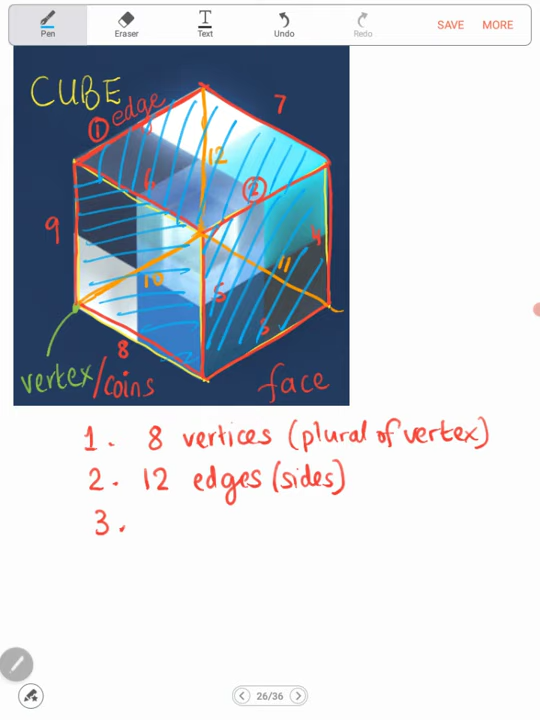 Pen Eraser Text Undo Redo SAVE MORE
CUBE
edge
1
7
12
6
2
9
4
11
10
5
3
8
vertex/coins
face
1. 8 vertices (plural of vertex)
2. 12 edges (sides)
3.
26/36